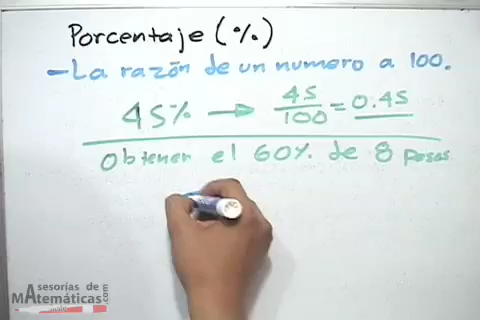 Porcentaje (%)
- La razón de un numero a 100.
45% → 45/100 = 0.45
Obtener el 60% de 8 pesos
Asesorías de
Matemáticas.com